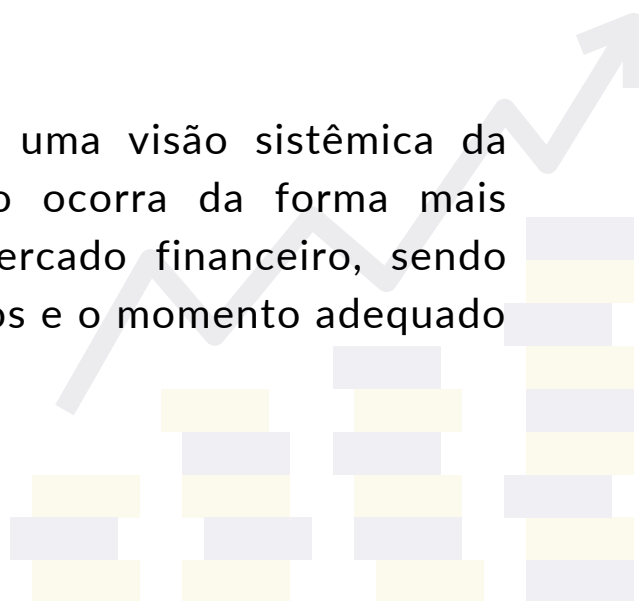 uma visão sistêmica da
o ocorra da forma mais
ercado financeiro, sendo
os e o momento adequado